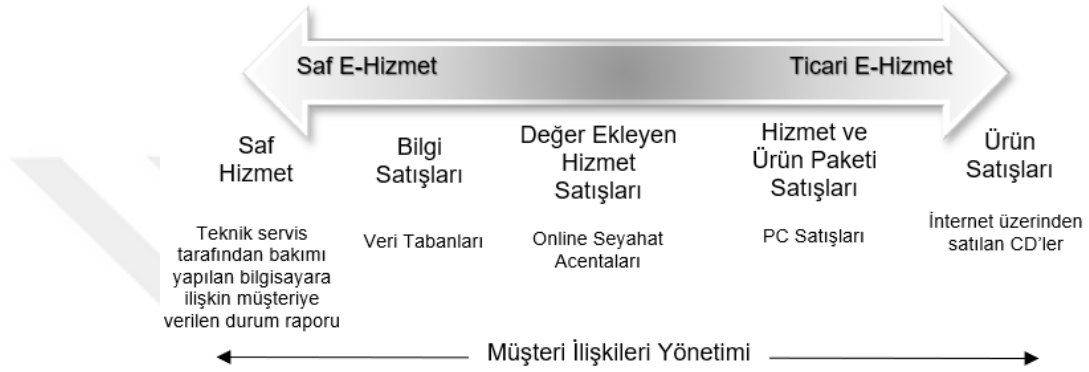 Saf E-Hizmet
Ticari E-Hizmet
Saf
Hizmet
Bilgi
Satışları
Değer Ekleyen
Hizmet
Satışları
Hizmet ve
Ürün Paketi
Satışları
Ürün
Satışları
Teknik servis
tarafından bakımı
yapılan bilgisayara
ilişkin müşteriye
verilen durum raporu
Veri Tabanları
Online Seyahat
Acentaları
PC Satışları
İnternet üzerinden
satılan CD’ler
Müşteri İlişkileri Yönetimi